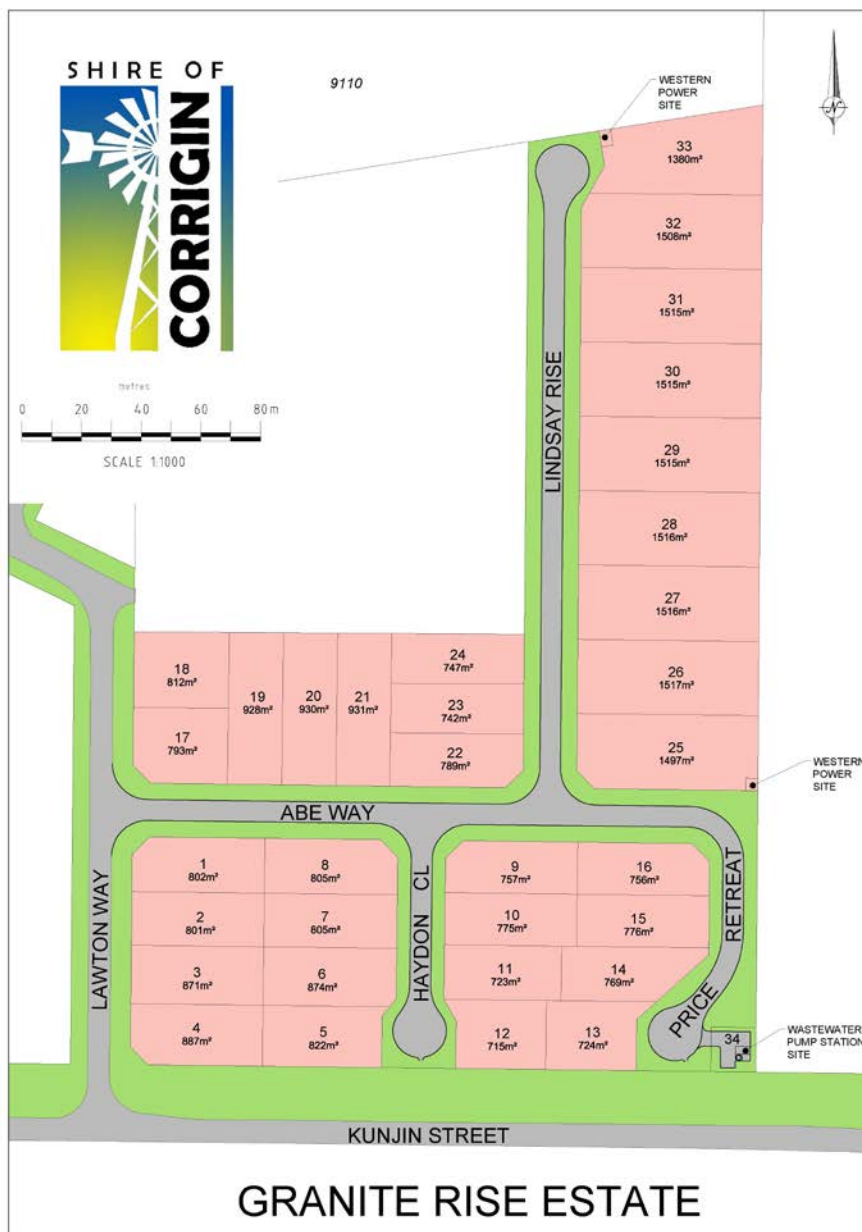 SHIRE OF
CORRIGIN
9110
WESTERN
POWER
SITE
N
33
1380m²
32
1508m²
31
1515m²
30
1515m²
29
1515m²
28
1516m²
27
1516m²
26
1517m²
25
1497m²
LINDSAY RISE
metres
0 20 40 60 80m
SCALE 1:1000
18
812m²
17
793m²
19
928m²
20
930m²
21
931m²
24
747m²
23
742m²
22
789m²
WESTERN
POWER
SITE
ABE WAY
LAWTON WAY
HAYDON CL
PRICE RETREAT
1
802m²
8
805m²
2
801m²
7
805m²
3
871m²
6
874m²
4
887m²
5
822m²
9
757m²
16
756m²
10
775m²
15
776m²
11
723m²
14
769m²
12
715m²
13
724m²
34
WASTEWATER
PUMP STATION
SITE
KUNJIN STREET
GRANITE RISE ESTATE